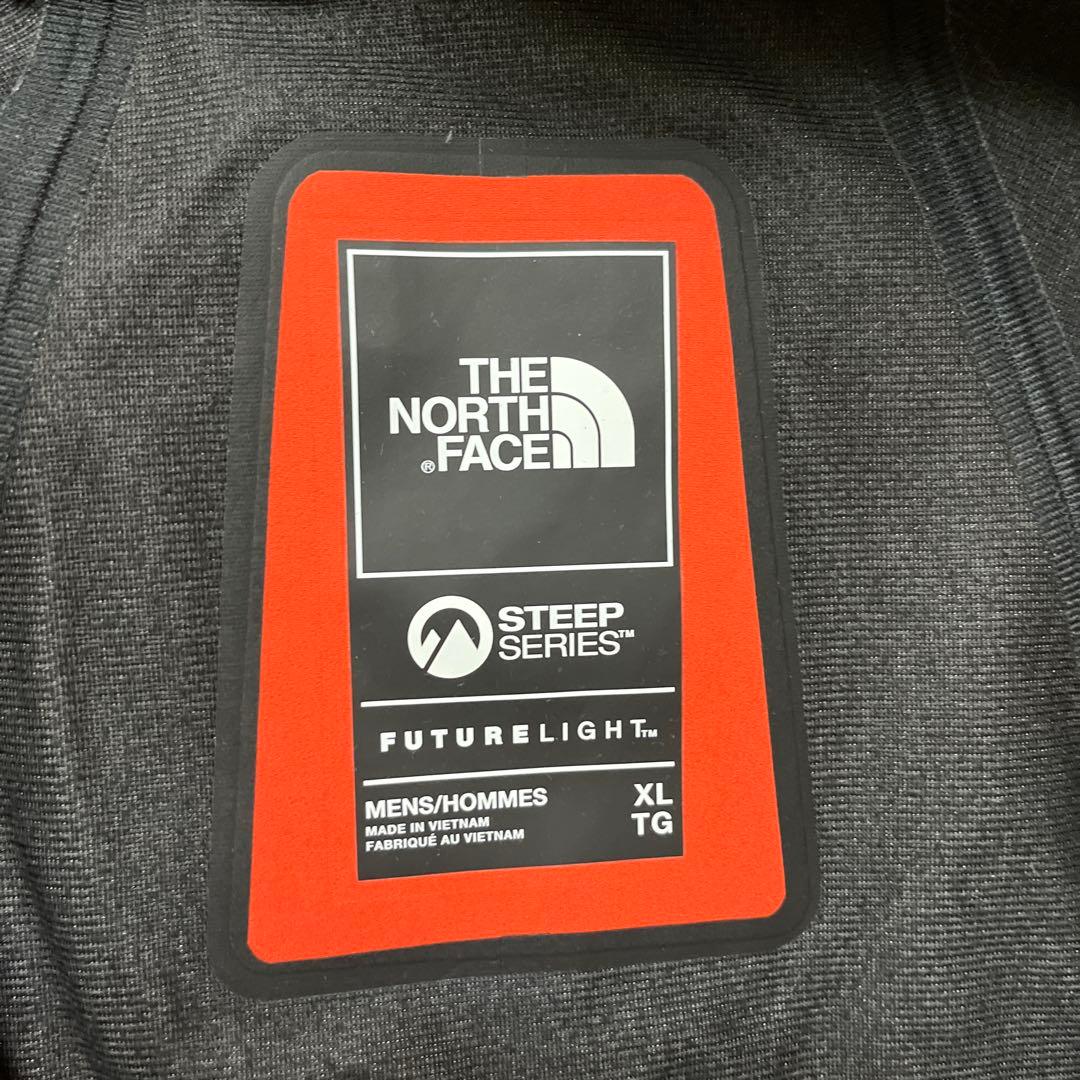 THE
NORTH
®FACE
STEEP
SERIES™
FUTURELIGHT™
MENS/HOMMES XL
MADE IN VIETNAM TG
FABRIQUÉ AU VIETNAM